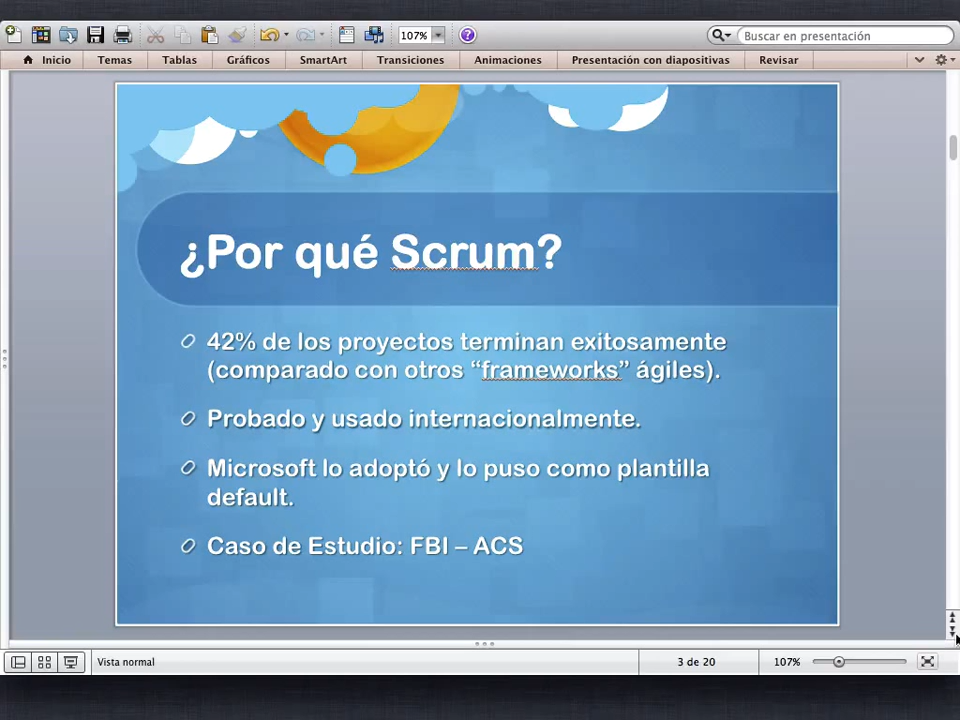 107%
Buscar en presentación
Inicio
Temas
Tablas
Gráficos
SmartArt
Transiciones
Animaciones
Presentación con diapositivas
Revisar
¿Por qué Scrum?
42% de los proyectos terminan exitosamente
(comparado con otros “frameworks” ágiles).
Probado y usado internacionalmente.
Microsoft lo adoptó y lo puso como plantilla
default.
Caso de Estudio: FBI – ACS
Vista normal
3 de 20
107%